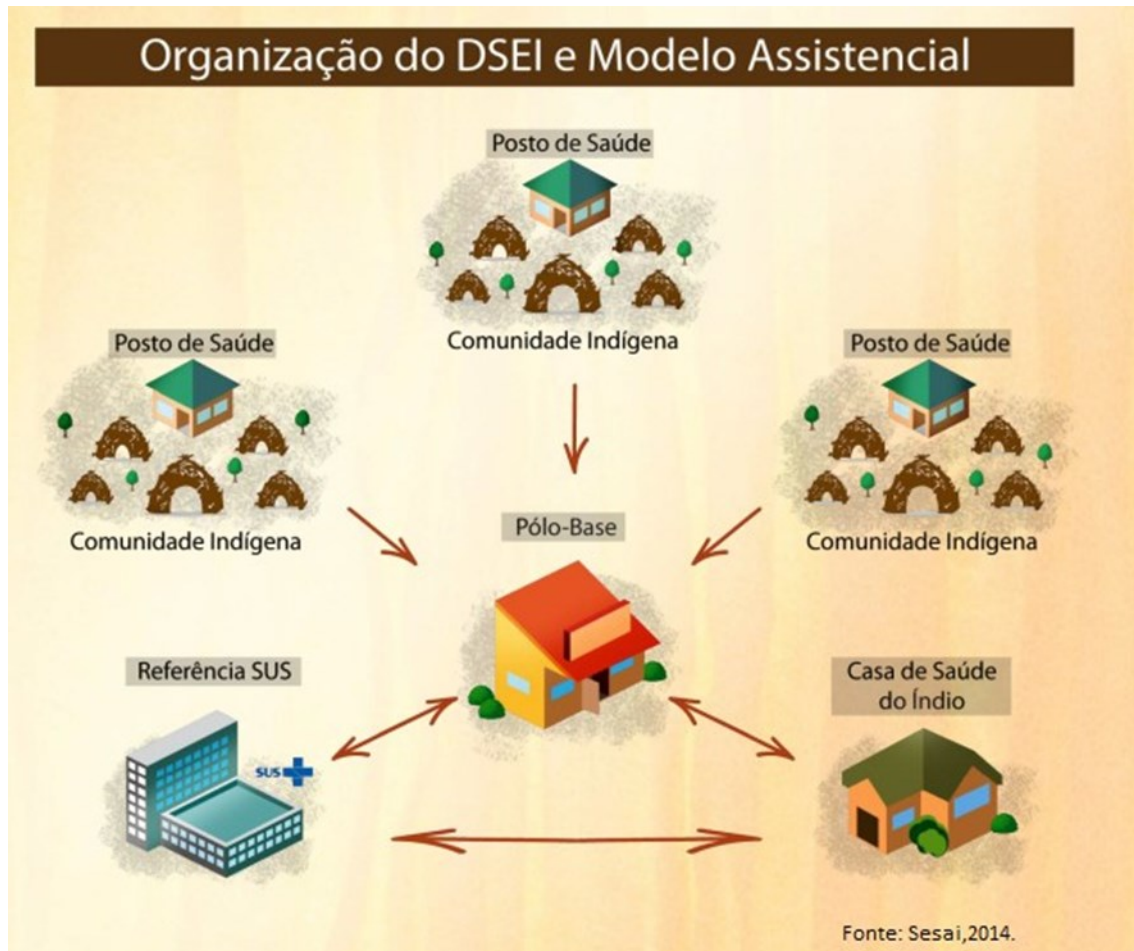 Organização do DSEI e Modelo Assistencial
Posto de Saúde
Comunidade Indígena
Posto de Saúde
Comunidade Indígena
Posto de Saúde
Comunidade Indígena
Pólo-Base
Referência SUS
SUS
Casa de Saúde
do Índio
Fonte: Sesai,2014.